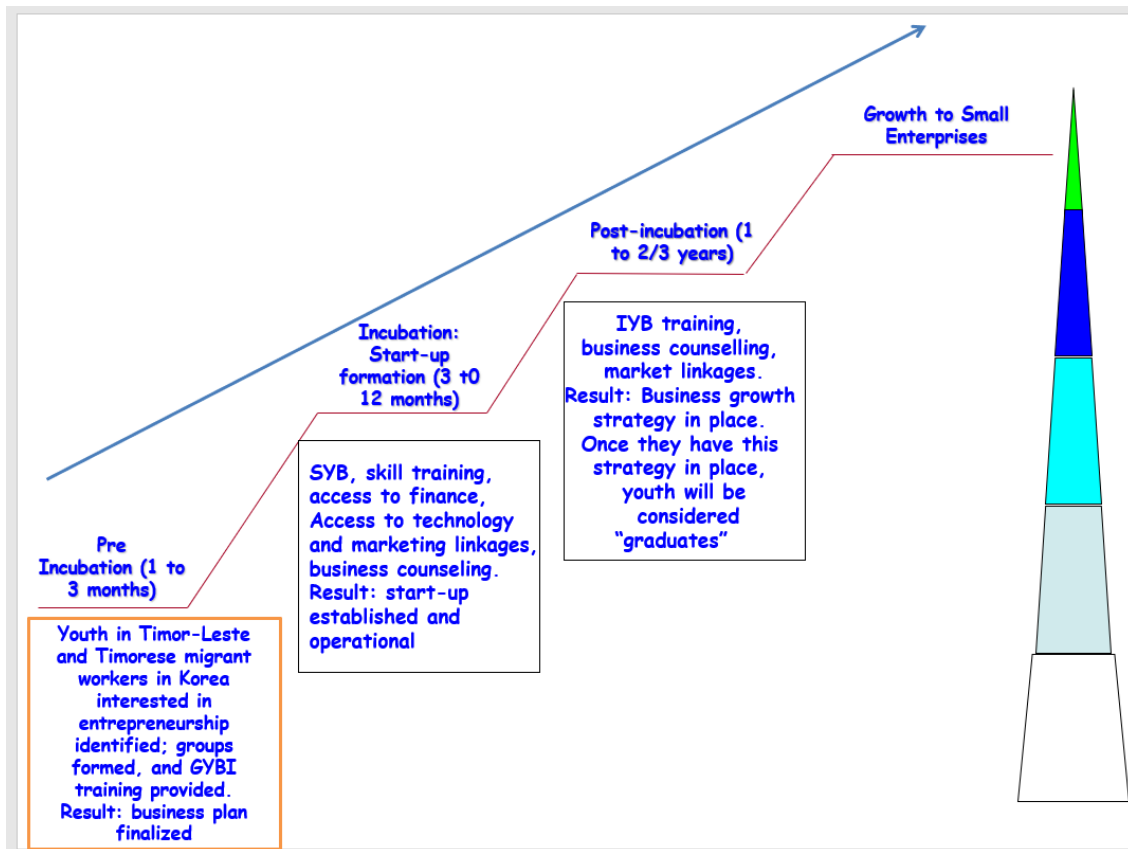 Growth to Small
Enterprises
Post-incubation (1
to 2/3 years)
IYB training,
business counselling,
market linkages.
Result: Business growth
strategy in place.
Once they have this
strategy in place,
youth will be
considered
“graduates”
Incubation:
Start-up
formation (3 t0
12 months)
SYB, skill training,
access to finance,
Access to technology
and marketing linkages,
business counseling.
Result: start-up
established and
operational
Pre
Incubation (1 to
3 months)
Youth in Timor-Leste
and Timorese migrant
workers in Korea
interested in
entrepreneurship
identified; groups
formed, and GYBI
training provided.
Result: business plan
finalized